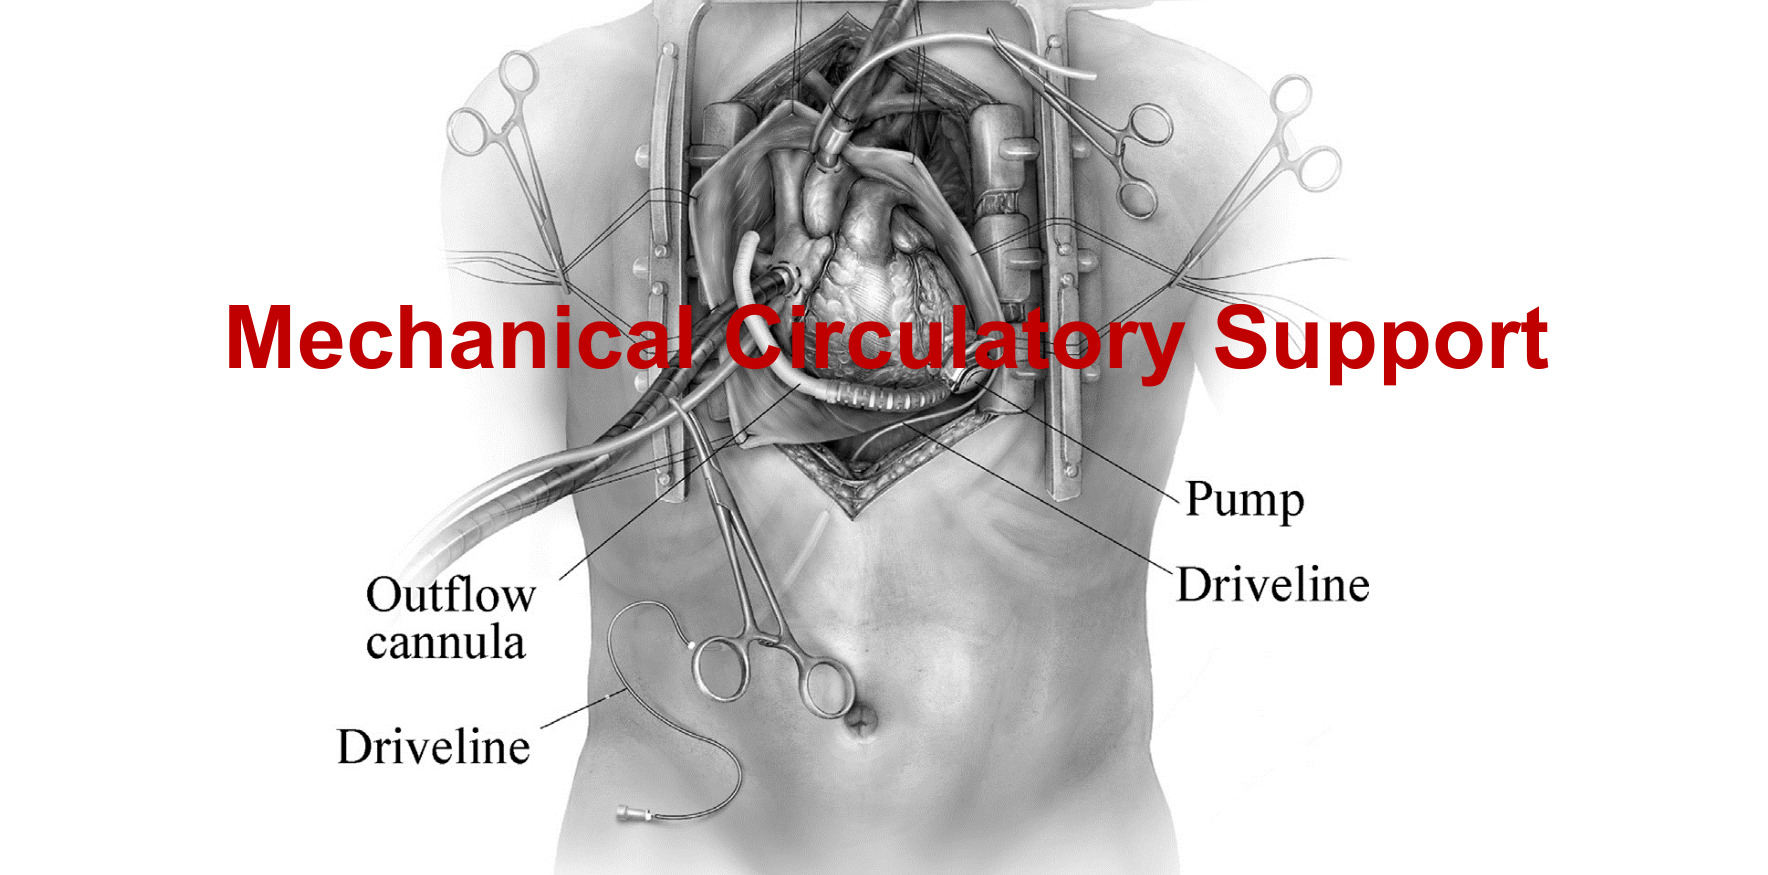 Mechanical Circulatory Support
Pump
Driveline
Outflow
cannula
Driveline